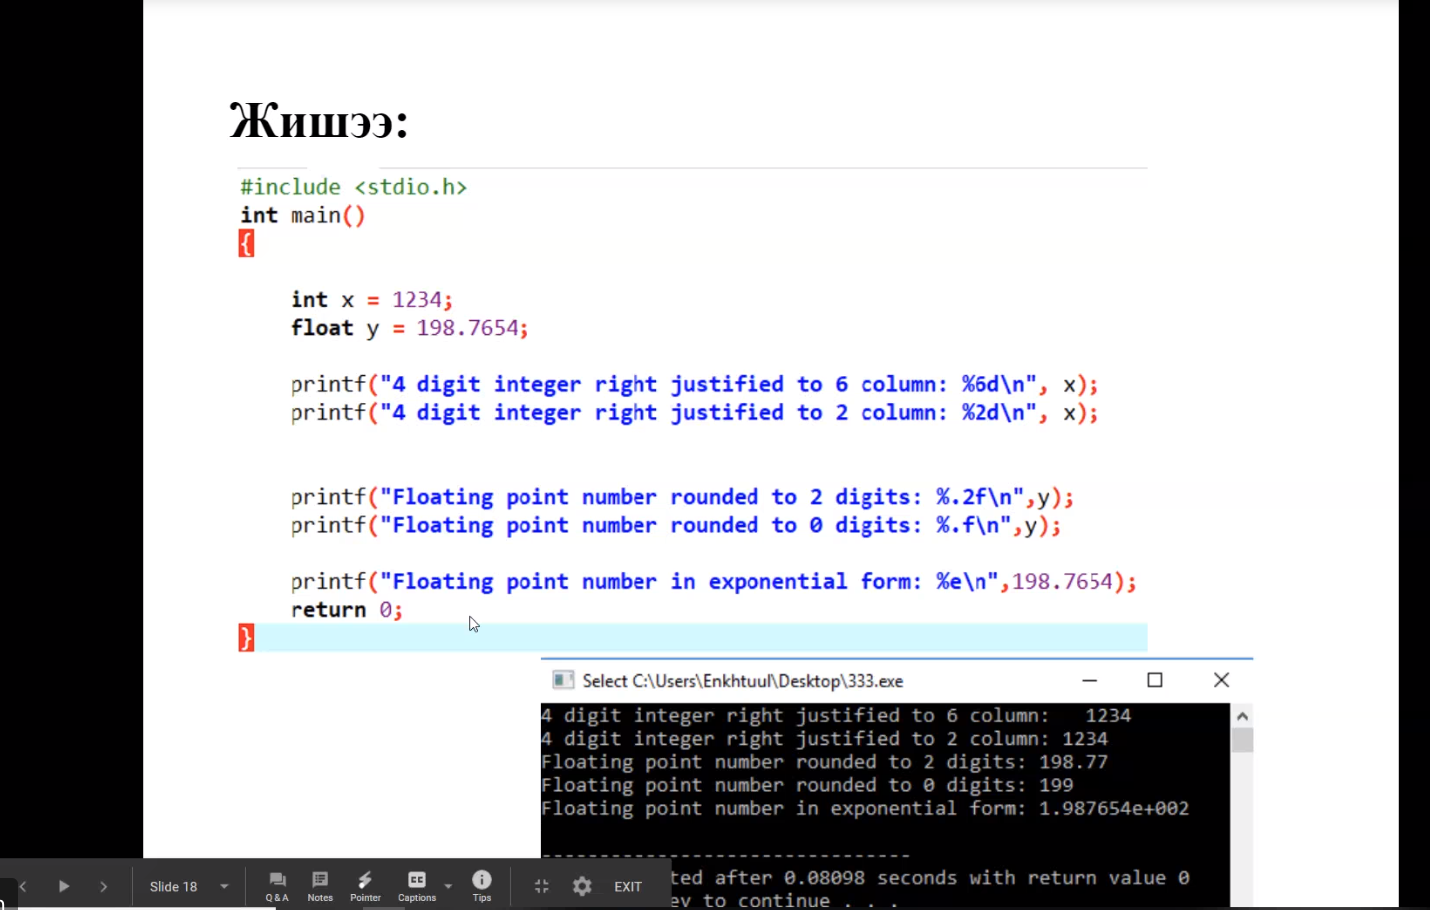 Жишээ:
#include <stdio.h>
int main()
{
int x = 1234;
float y = 198.7654;
printf("4 digit integer right justified to 6 column: %6d\n", x);
printf("4 digit integer right justified to 2 column: %2d\n", x);
printf("Floating point number rounded to 2 digits: %.2f\n",y);
printf("Floating point number rounded to 0 digits: %.f\n",y);
printf("Floating point number in exponential form: %e\n",198.7654);
return 0;
}
Select C:\Users\Enkhtuul\Desktop\333.exe
4 digit integer right justified to 6 column:   1234
4 digit integer right justified to 2 column: 1234
Floating point number rounded to 2 digits: 198.77
Floating point number rounded to 0 digits: 199
Floating point number in exponential form: 1.987654e+002
--------------------------------
ted after 0.08098 seconds with return value 0
ey to continue . . .
Slide 18
Q&A
Notes
Pointer
CC
Captions
Tips
EXIT